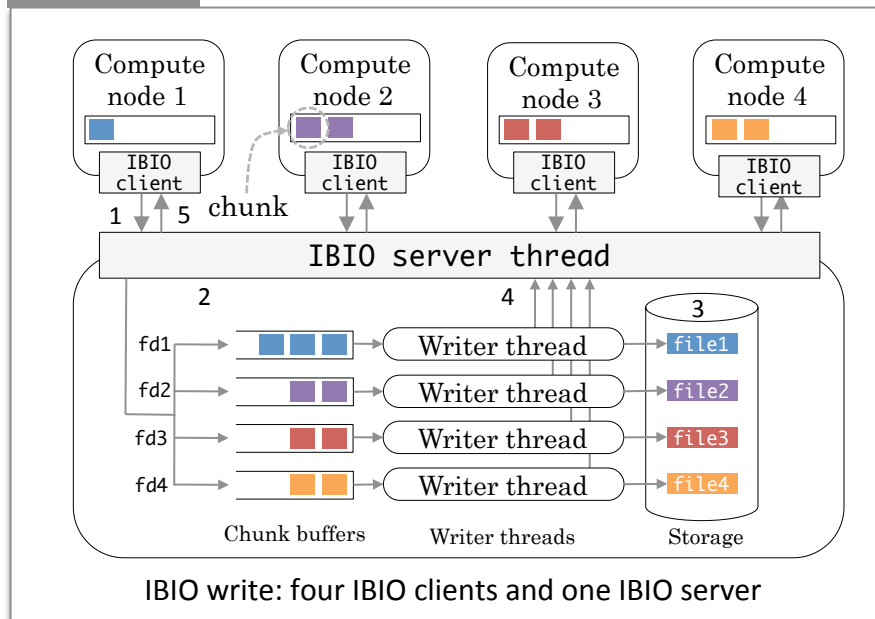 Compute
node 1
Compute
node 2
Compute
node 3
Compute
node 4
IBIO
client
IBIO
client
IBIO
client
IBIO
client
1
5
chunk
IBIO server thread
2
4
3
fd1
Writer thread
file1
fd2
Writer thread
file2
fd3
Writer thread
file3
fd4
Writer thread
file4
Chunk buffers
Writer threads
Storage
IBIO write: four IBIO clients and one IBIO server